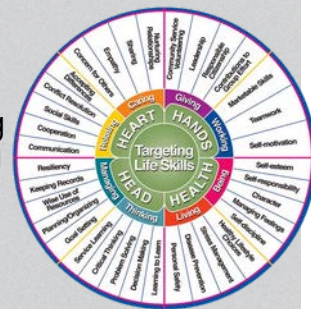 g
Targeting
Life Skills
HEART
HANDS
HEALTH
HEAD
Relating
Caring
Giving
Working
Being
Living
Thinking
Managing
Communication
Cooperation
Social Skills
Conflict Resolution
Accepting
Differences
Concern for Others
Empathy
Sharing
Nurturing
Relationships
Community Service
Volunteering
Leadership
Responsible
Citizenship
Contributions to
Group Effort
Marketable Skills
Teamwork
Self-motivation
Self-esteem
Self-responsibility
Character
Managing Feelings
Self-discipline
Healthy Lifestyle
Choices
Stress Management
Disease Prevention
Personal Safety
Learning to Learn
Decision Making
Problem Solving
Critical Thinking
Service Learning
Goal Setting
Planning/Organizing
Wise Use of
Resources
Keeping Records
Resiliency